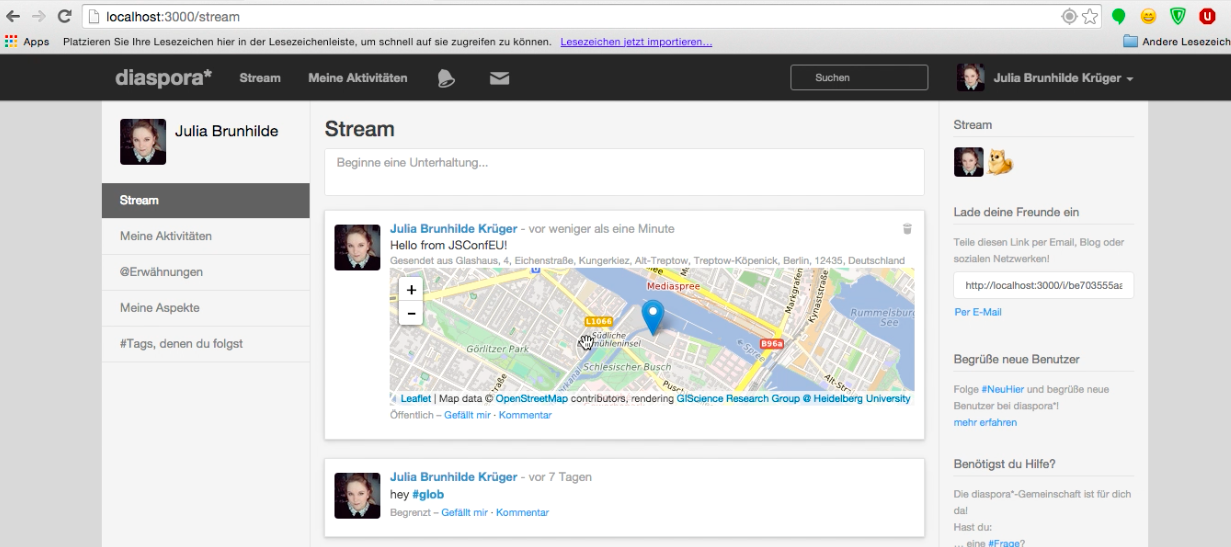 localhost:3000/stream
Apps Platzieren Sie Ihre Lesezeichen hier in der Lesezeichenleiste, um schnell auf sie zugreifen zu können. Lesezeichen jetzt importieren... Andere Lesezeich
diaspora* Stream Meine Aktivitäten Suchen Julia Brunhilde Krüger
Julia Brunhilde
Stream
Meine Aktivitäten
@Erwähnungen
Meine Aspekte
#Tags, denen du folgst
Stream
Beginne eine Unterhaltung...
Julia Brunhilde Krüger - vor weniger als eine Minute
Hello from JSConfEU!
Gesendet aus Glashaus, 4, Eichenstraße, Kungerkiez, Alt-Treptow, Treptow-Köpenick, Berlin, 12435, Deutschland
+
-
Mediaspree
Markgrafen
Kynaststraße
Rummelsburg
See
L1066
B96a
Südliche
mühleninsel
Görlitzer Park
Schlesischer Busch
Spree
Alt-Treptow
Leaflet | Map data © OpenStreetMap contributors, rendering GIScience Research Group @ Heidelberg University
Öffentlich – Gefällt mir · Kommentar
Julia Brunhilde Krüger - vor 7 Tagen
hey #glob
Begrenzt – Gefällt mir · Kommentar
Stream
Lade deine Freunde ein
Teile diesen Link per Email, Blog oder
sozialen Netzwerken!
http://localhost:3000/i/be703555aa
Per E-Mail
Begrüße neue Benutzer
Folge #NeuHier und begrüße neue
Benutzer bei diaspora*!
mehr erfahren
Benötigst du Hilfe?
Die diaspora*-Gemeinschaft ist für dich
da!
Hast du:
... eine #Frage?